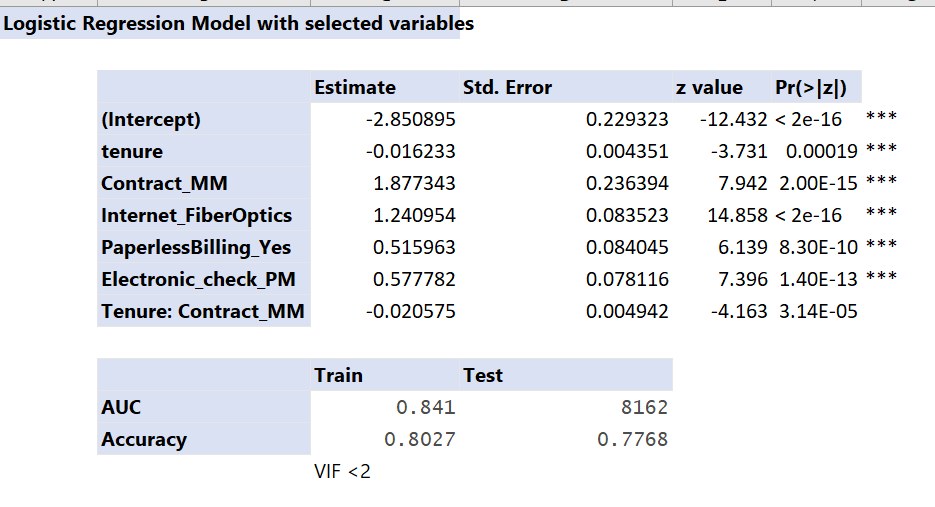 Logistic Regression Model with selected variables
Estimate Std. Error z value Pr(>|z|)
(Intercept) -2.850895 0.229323 -12.432 < 2e-16 ***
tenure -0.016233 0.004351 -3.731 0.00019 ***
Contract_MM 1.877343 0.236394 7.942 2.00E-15 ***
Internet_FiberOptics 1.240954 0.083523 14.858 < 2e-16 ***
PaperlessBilling_Yes 0.515963 0.084045 6.139 8.30E-10 ***
Electronic_check_PM 0.577782 0.078116 7.396 1.40E-13 ***
Tenure: Contract_MM -0.020575 0.004942 -4.163 3.14E-05
Train Test
AUC 0.841 8162
Accuracy 0.8027 0.7768
VIF <2